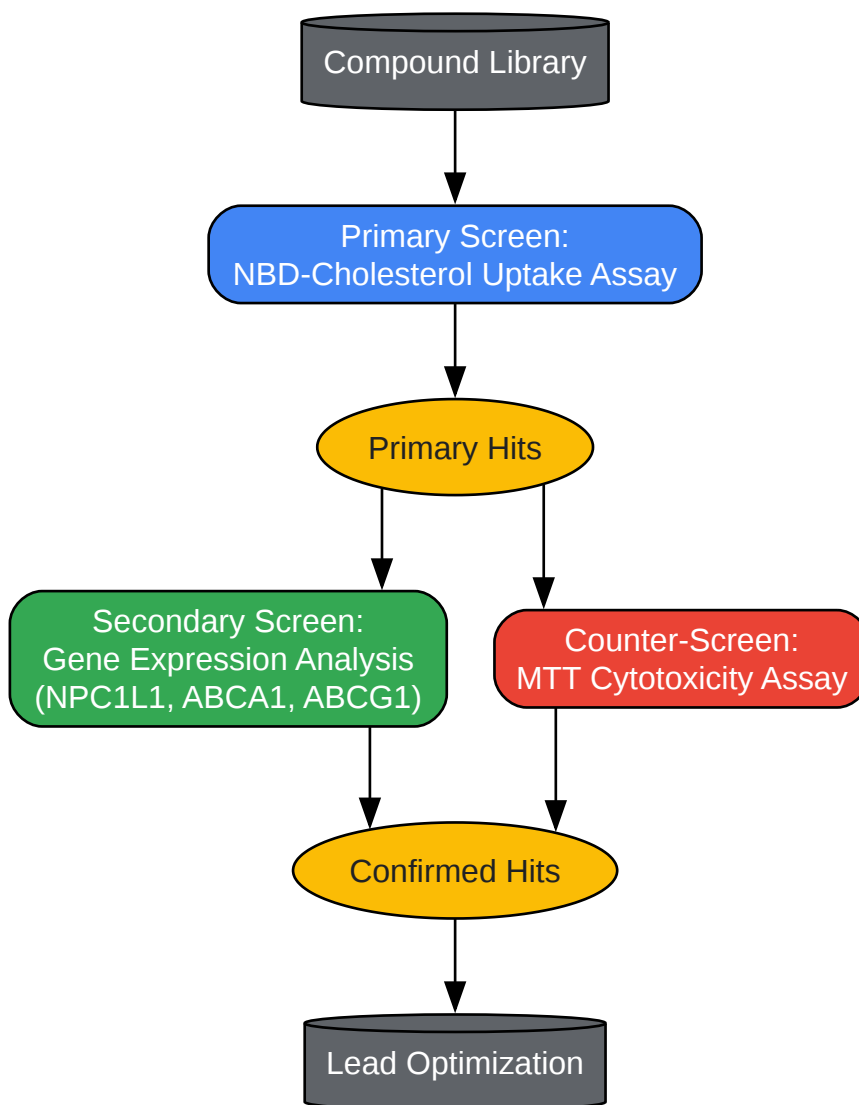 Compound Library
Primary Screen:
NBD-Cholesterol Uptake Assay
Primary Hits
Secondary Screen:
Gene Expression Analysis
(NPC1L1, ABCA1, ABCG1)
Counter-Screen:
MTT Cytotoxicity Assay
Confirmed Hits
Lead Optimization